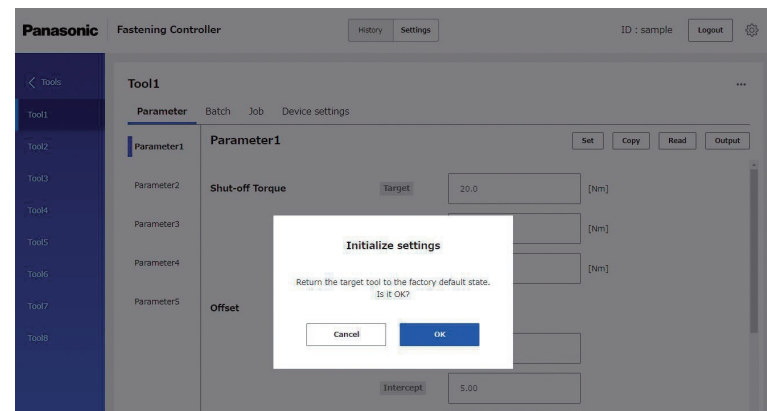 Panasonic Fastening Controller History Settings ID : sample Logout
Tools
Tool1
Tool2
Tool3
Tool4
Tool5
Tool6
Tool7
Tool8
Tool1
...
Parameter Batch Job Device settings
Parameter1
Parameter2
Parameter3
Parameter4
Parameter5
Parameter1 Set Copy Read Output
Shut-off Torque Target 20.0 [Nm]
[Nm]
[Nm]
Offset
Intercept 5.00
Initialize settings
Return the target tool to the factory default state.
Is it OK?
Cancel OK